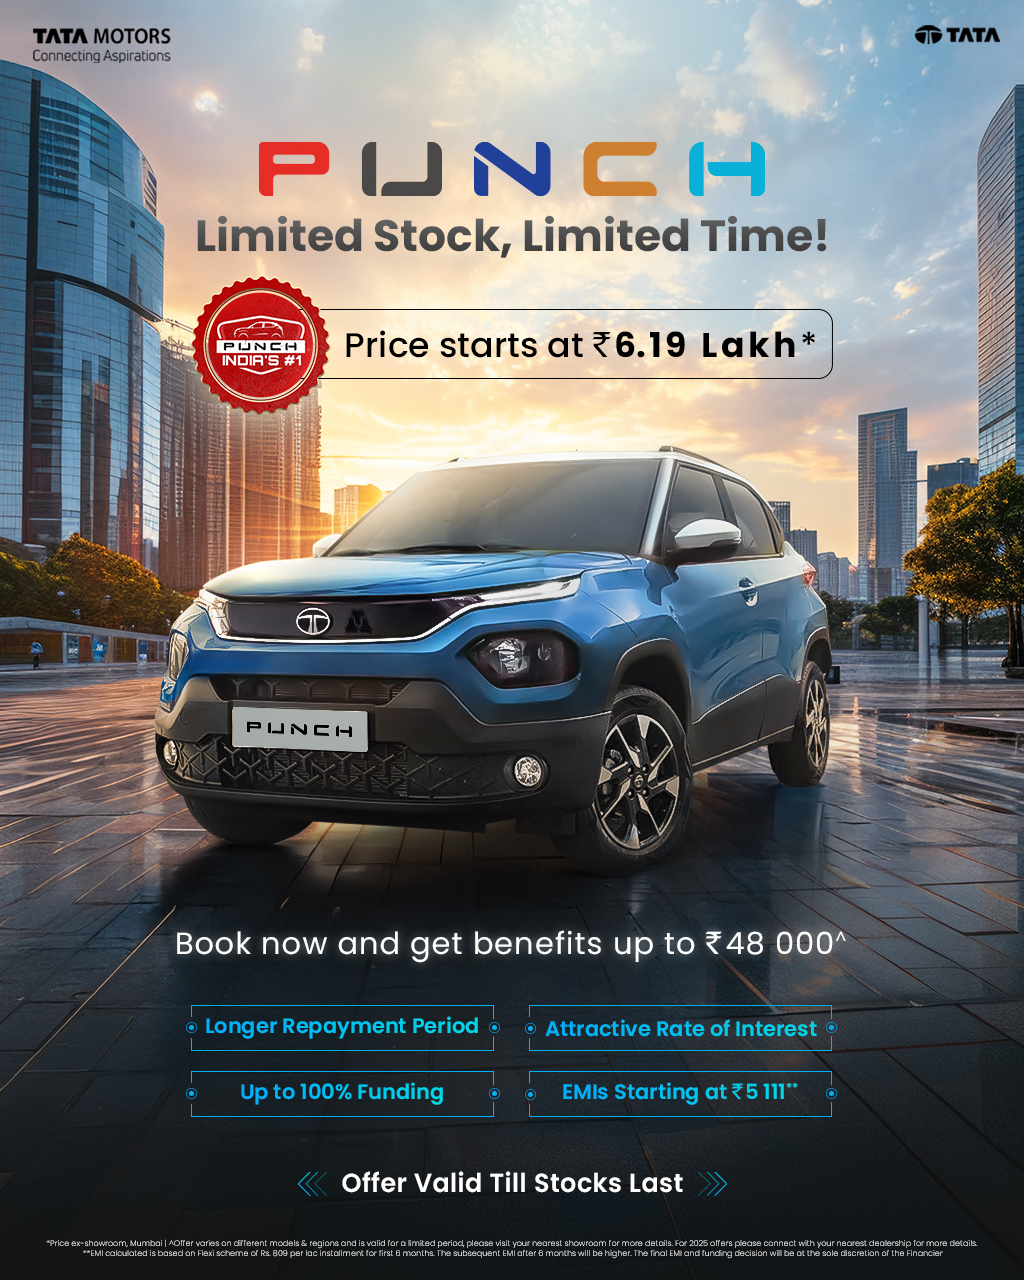 TATA MOTORS
Connecting Aspirations
TATA
PUNCH
Limited Stock, Limited Time!
PUNCH
INDIA'S #1
Price starts at ₹6.19 Lakh*
PUNCH
Book now and get benefits up to ₹48 000^
Longer Repayment Period
Attractive Rate of Interest
Up to 100% Funding
EMIs Starting at ₹5 111**
Offer Valid Till Stocks Last
*Price ex-showroom, Mumbai | ^Offer varies on different models & regions and is valid for a limited period, please visit your nearest showroom for more details. For 2025 offers please connect with your nearest dealership for more details.
**EMI calculated is based on Flexi scheme of Rs. 809 per lac installment for first 6 months. The subsequent EMI after 6 months will be higher. The final EMI and funding decision will be at the sole discretion of the Financier